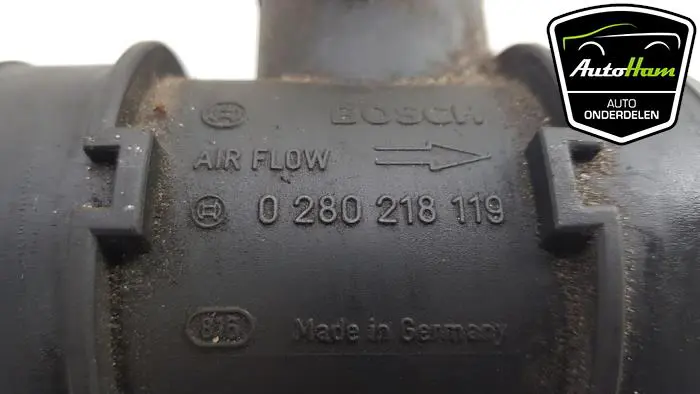 BOSCH
AIR FLOW
0 280 218 119
Made in Germany
AutoHam
AUTO
ONDERDELEN